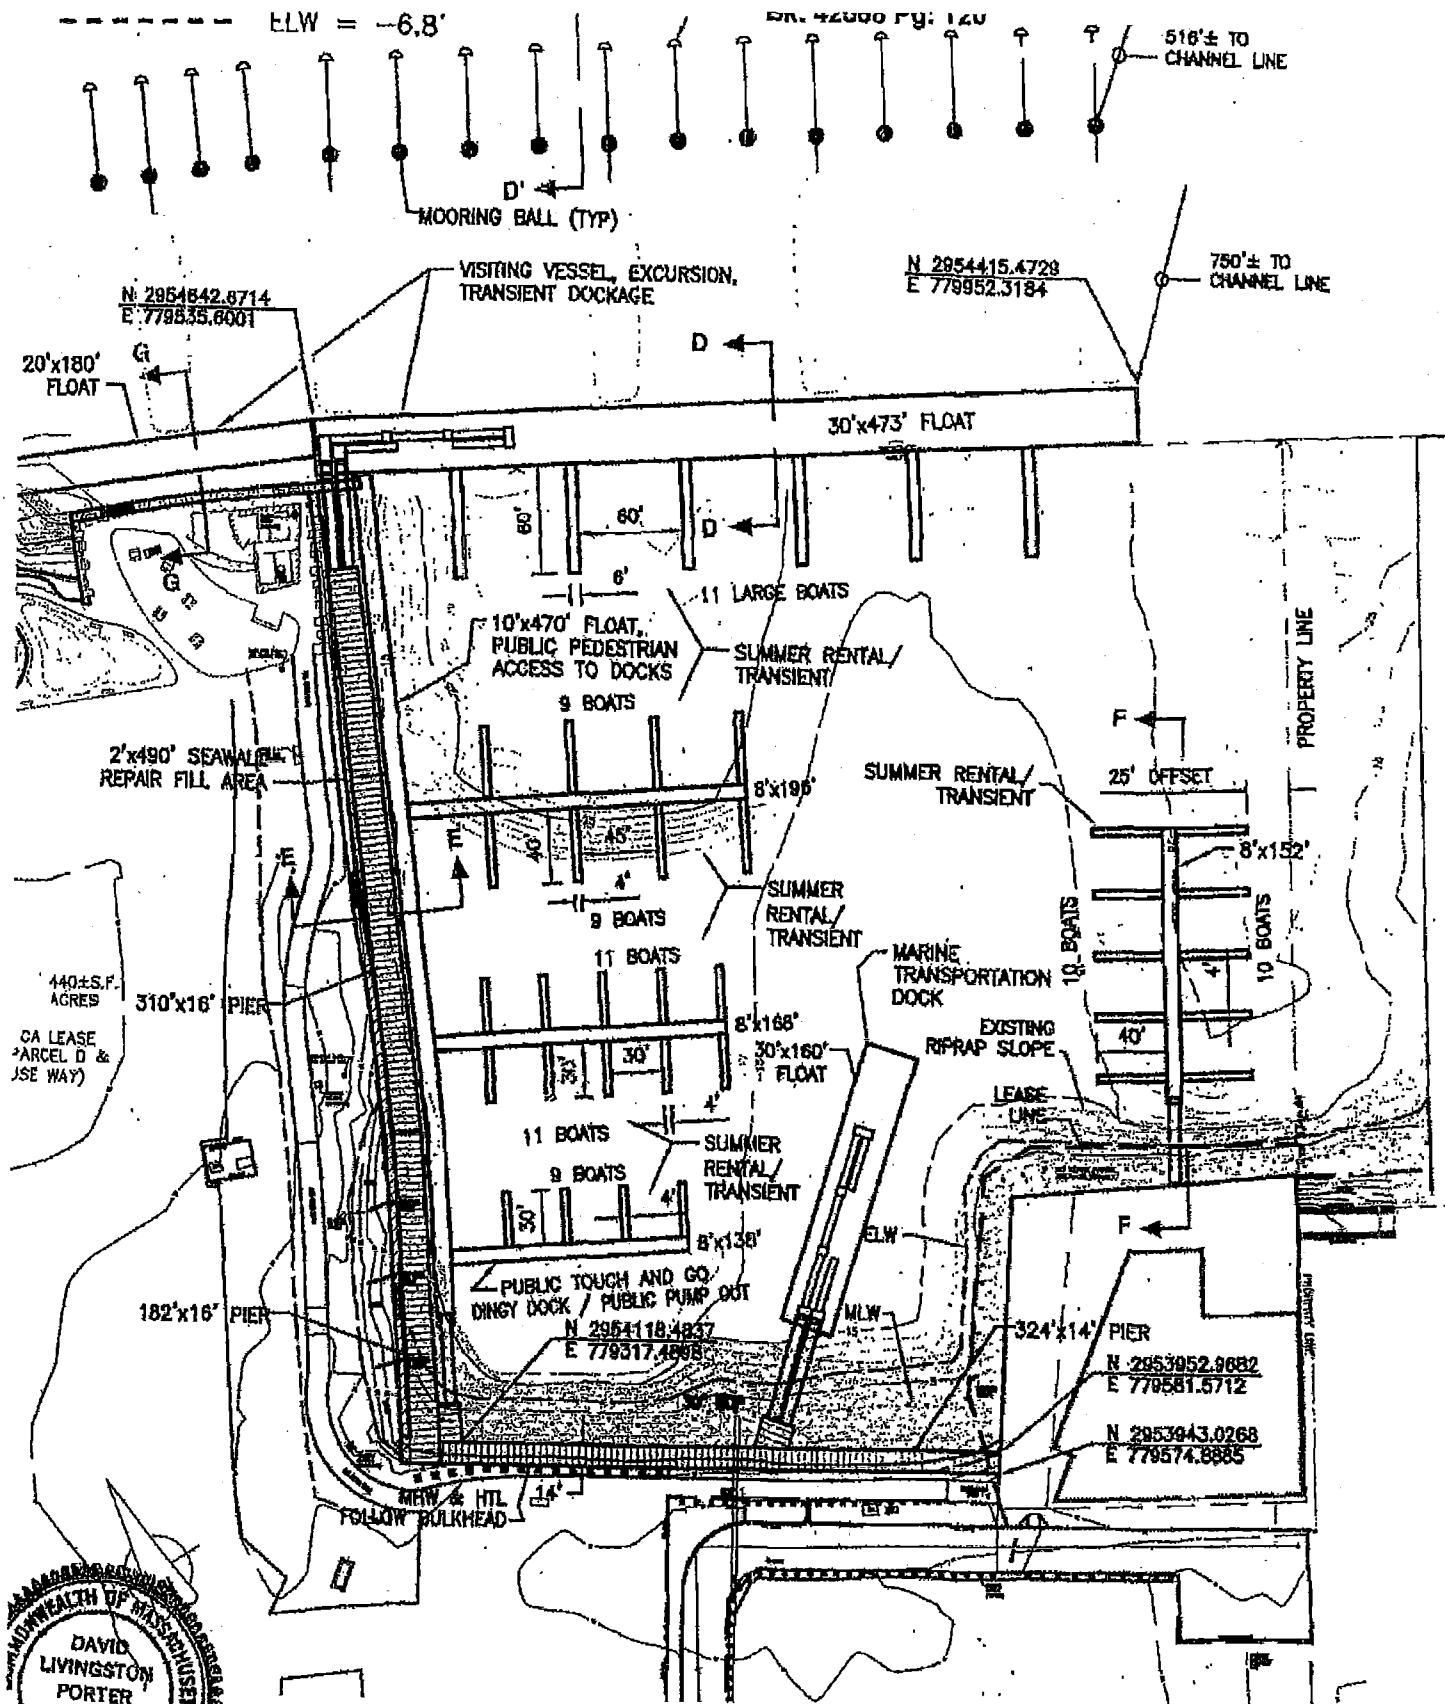 ELW = -6.8'
516'± TO
CHANNEL LINE
D'
MOORING BALL (TYP)
VISITING VESSEL, EXCURSION,
TRANSIENT DOCKAGE
N 2954415.4729
E 779952.3184
750'± TO
CHANNEL LINE
N 2954642.6714
E 779535.6001
G
D
20'x180'
FLOAT
30'x473' FLOAT
60'
60'
D
G
6'
11 LARGE BOATS
10'x470' FLOAT,
PUBLIC PEDESTRIAN
ACCESS TO DOCKS
SUMMER RENTAL/
TRANSIENT
9 BOATS
PROPERTY LINE
F
2'x490' SEAWALL
REPAIR FILL AREA
8'x195'
SUMMER RENTAL/
TRANSIENT
25' OFFSET
8'x152'
40'
45'
4'
9 BOATS
SUMMER
RENTAL/
TRANSIENT
10 BOATS
10 BOATS
4'
11 BOATS
MARINE
TRANSPORTATION
DOCK
440±S.F.
ACRES
310'x16' PIER
CA LEASE
PARCEL D &
USE WAY)
8'x168'
30'x160'
FLOAT
EXISTING
RIPRAP SLOPE
40'
30'
30'
LEASE
LINE
4'
11 BOATS
SUMMER
RENTAL/
TRANSIENT
9 BOATS
30'
4'
8'x138'
ELW
F
PUBLIC TOUCH AND GO
DINGY DOCK / PUBLIC PUMP OUT
182'x16' PIER
MLW
-15
N 2954118.4837
E 779317.4898
324'x14' PIER
N 2953952.9682
E 779581.5712
N 2953943.0268
E 779574.8885
MHW & HTL
FOLLOW BULKHEAD
14'
COMMONWEALTH OF MASSACHUSETTS
DAVID
LIVINGSTON
PORTER